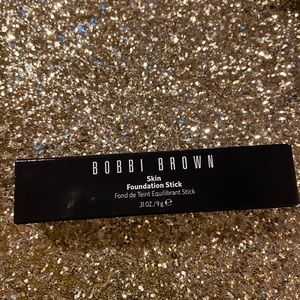 BOBBI BROWN
Skin
Foundation Stick
Fond de Teint Equilibrant Stick
.31 OZ./9 g ℮